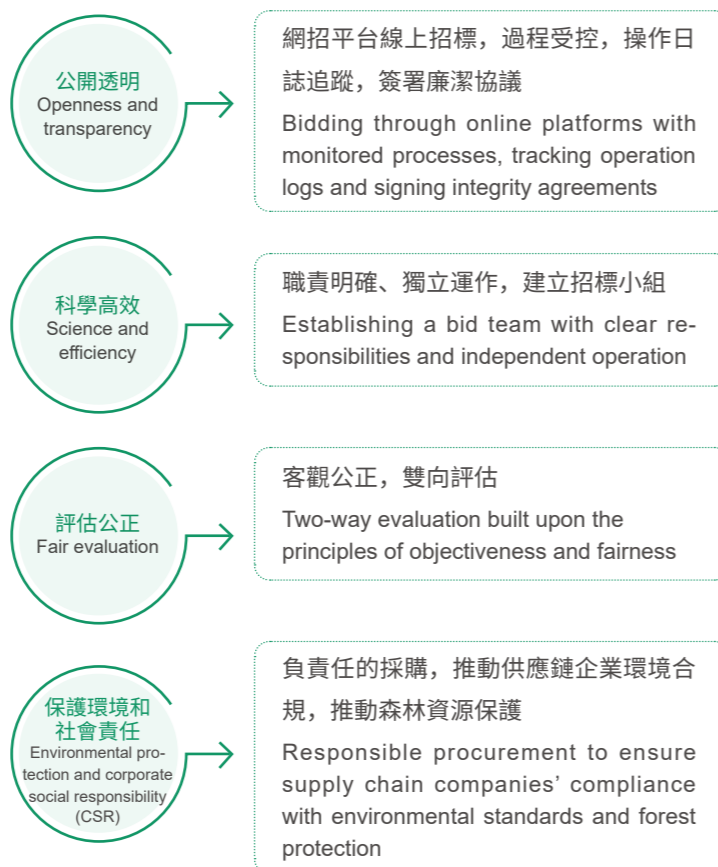 公開透明
Openness and
transparency
網招平台線上招標，過程受控，操作日
誌追蹤，簽署廉潔協議
Bidding through online platforms with
monitored processes, tracking operation
logs and signing integrity agreements
科學高效
Science and
efficiency
職責明確、獨立運作，建立招標小組
Establishing a bid team with clear re-
sponsibilities and independent operation
評估公正
Fair evaluation
客觀公正，雙向評估
Two-way evaluation built upon the
principles of objectiveness and fairness
保護環境和
社會責任
Environmental pro-
tection and corporate
social responsibility
(CSR)
負責任的採購，推動供應鏈企業環境合
規，推動森林資源保護
Responsible procurement to ensure
supply chain companies’ compliance
with environmental standards and forest
protection